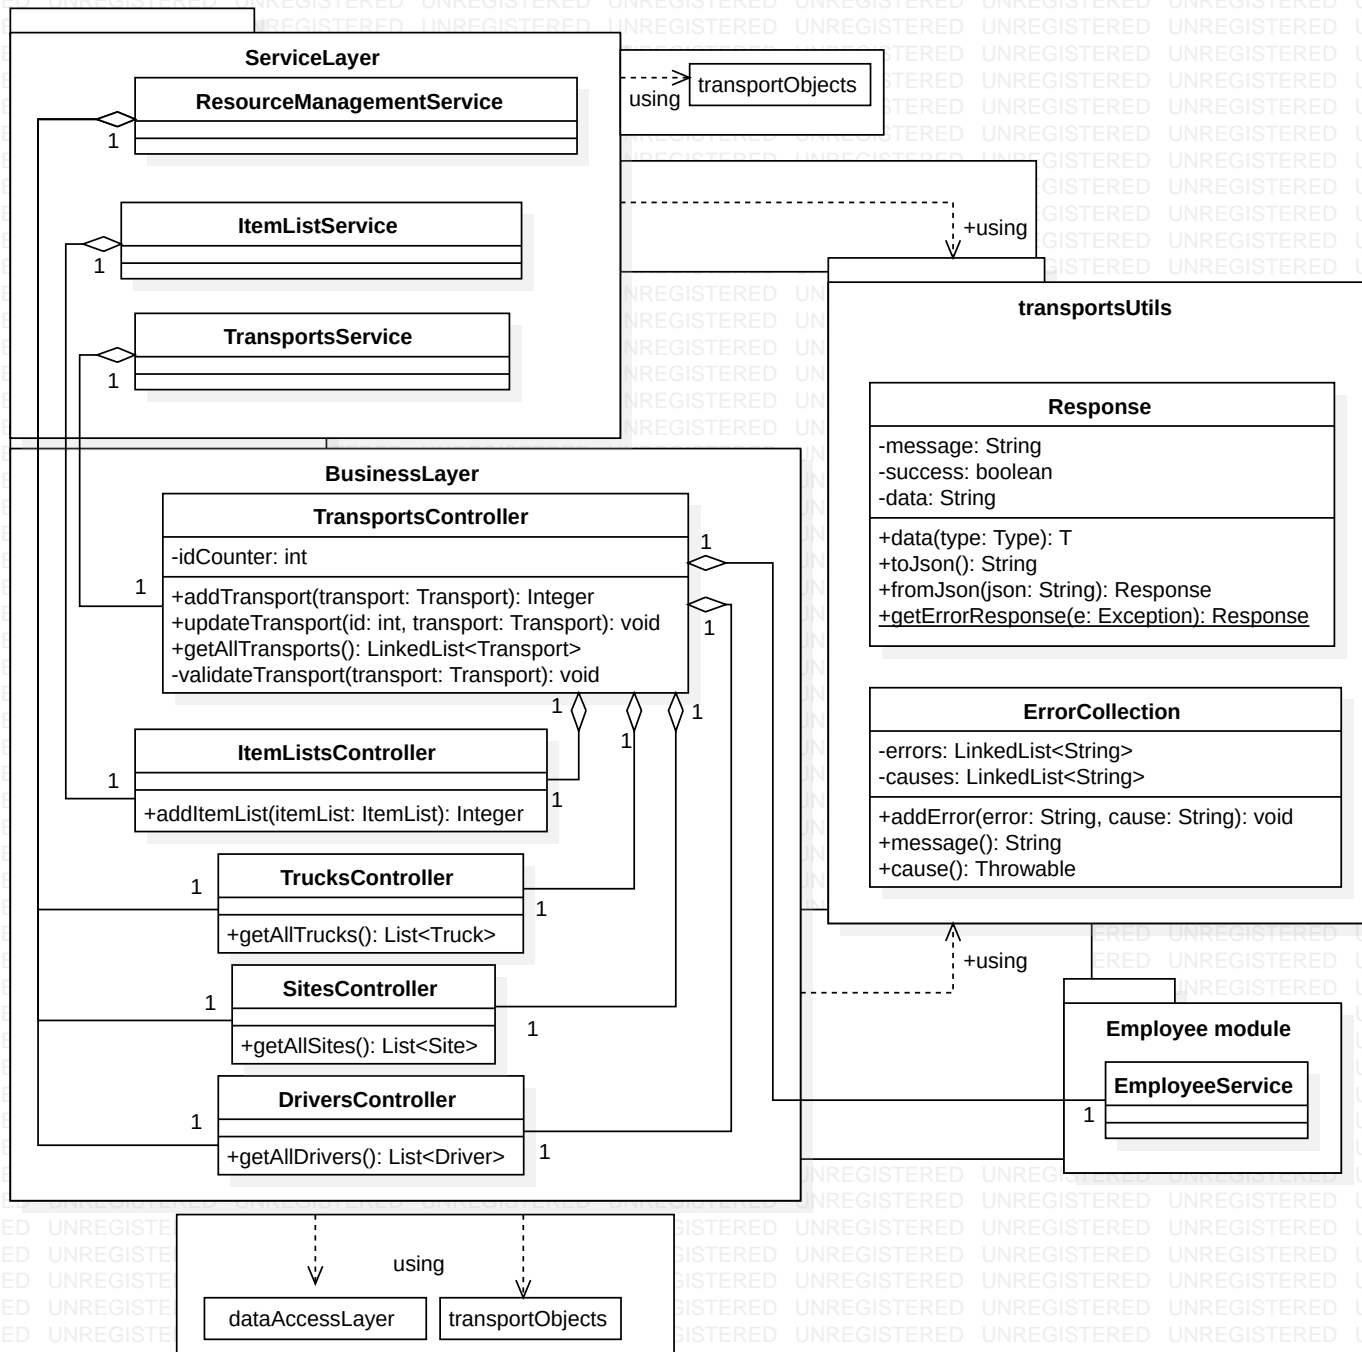 ServiceLayer
ResourceManagementService
1
ItemListService
1
TransportsService
1
using
transportObjects
+using
transportsUtils
Response
-message: String
-success: boolean
-data: String
+data(type: Type): T
+toJson(): String
+fromJson(json: String): Response
+getErrorResponse(e: Exception): Response
ErrorCollection
-errors: LinkedList<String>
-causes: LinkedList<String>
+addError(error: String, cause: String): void
+message(): String
+cause(): Throwable
BusinessLayer
TransportsController
-idCounter: int
+addTransport(transport: Transport): Integer
+updateTransport(id: int, transport: Transport): void
+getAllTransports(): LinkedList<Transport>
-validateTransport(transport: Transport): void
1
1
1
1
1
1
ItemListsController
+addItemList(itemList: ItemList): Integer
1
1
TrucksController
+getAllTrucks(): List<Truck>
1
1
SitesController
+getAllSites(): List<Site>
1
1
DriversController
+getAllDrivers(): List<Driver>
1
1
+using
Employee module
EmployeeService
1
using
dataAccessLayer
transportObjects
UNREGISTERED